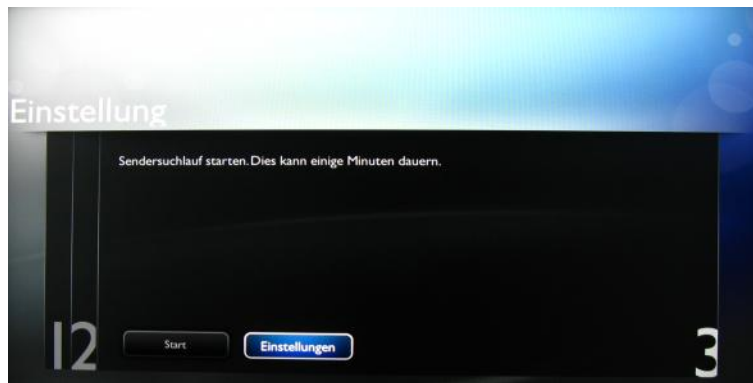 Einstellung
Sendersuchlauf starten. Dies kann einige Minuten dauern.
12
Start
Einstellungen
3